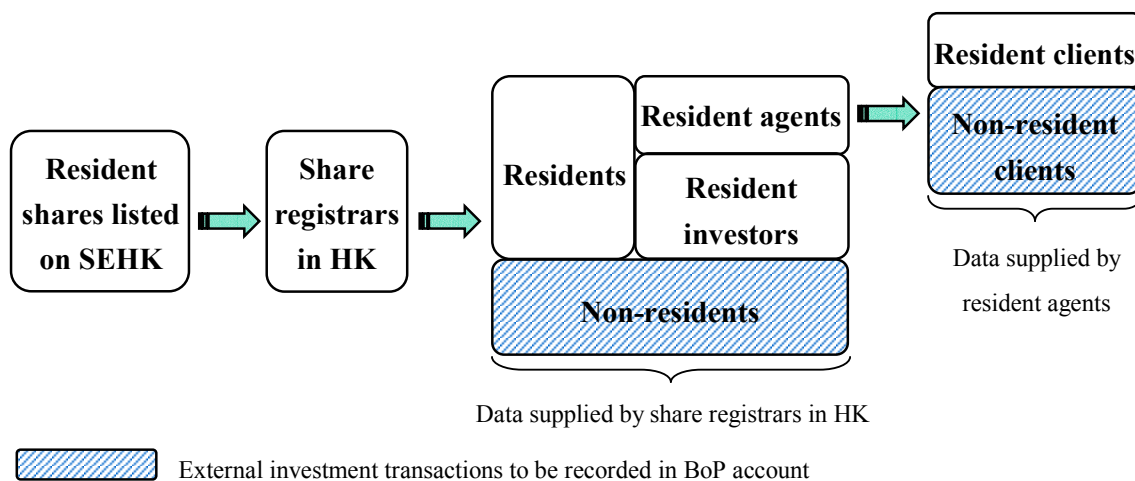 Resident
shares listed
on SEHK
Share
registrars
in HK
Residents
Resident agents
Resident
investors
Non-residents
Resident clients
Non-resident
clients
Data supplied by
resident agents
Data supplied by share registrars in HK
External investment transactions to be recorded in BoP account